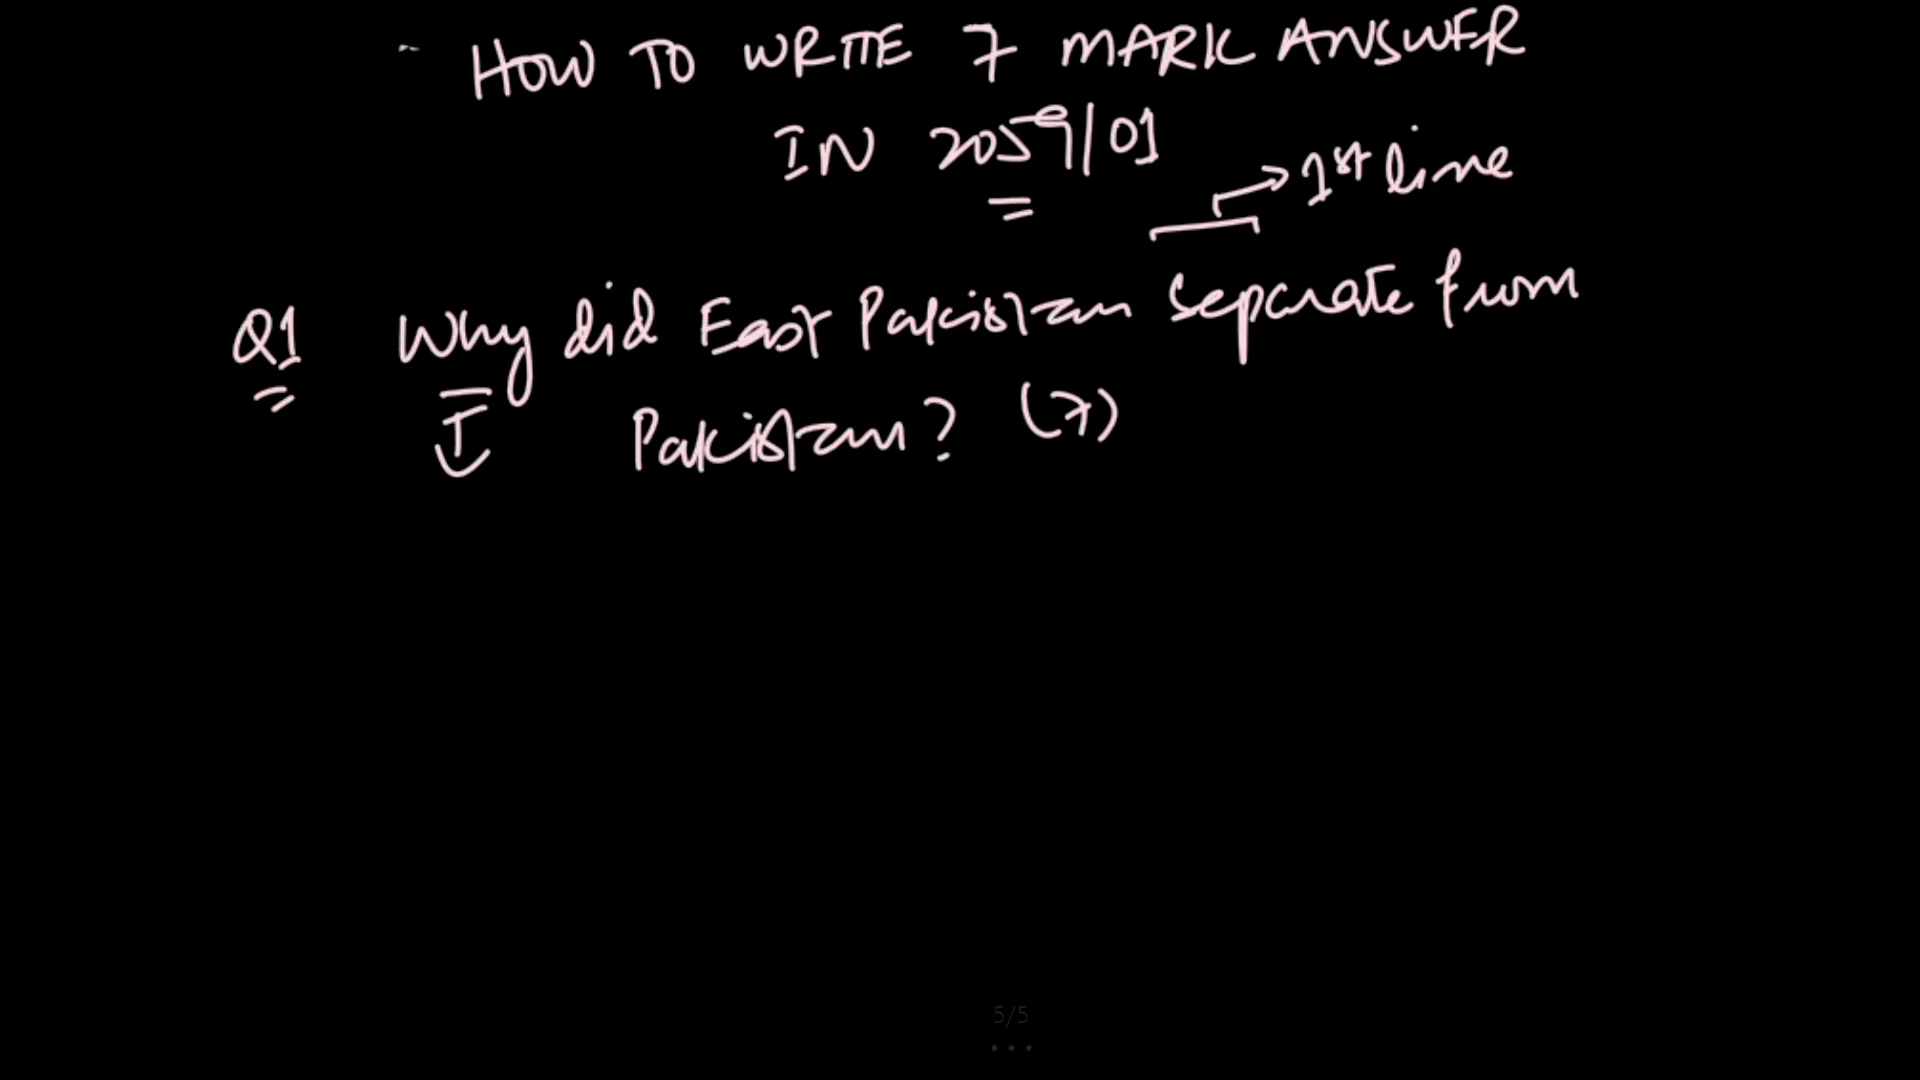 HOW TO WRITE 7 MARK ANSWER
IN 2059/01
1st line
Q1 Why did East Pakistan separate from
Pakistan? (7)
5/5